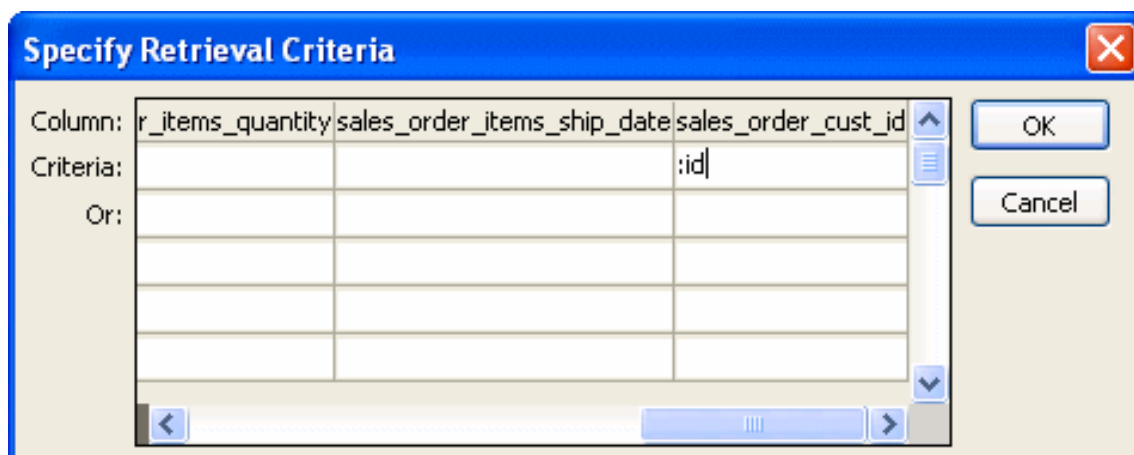 Specify Retrieval Criteria
Column: r_items_quantity sales_order_items_ship_date sales_order_cust_id OK
Criteria: :id
Or: Cancel